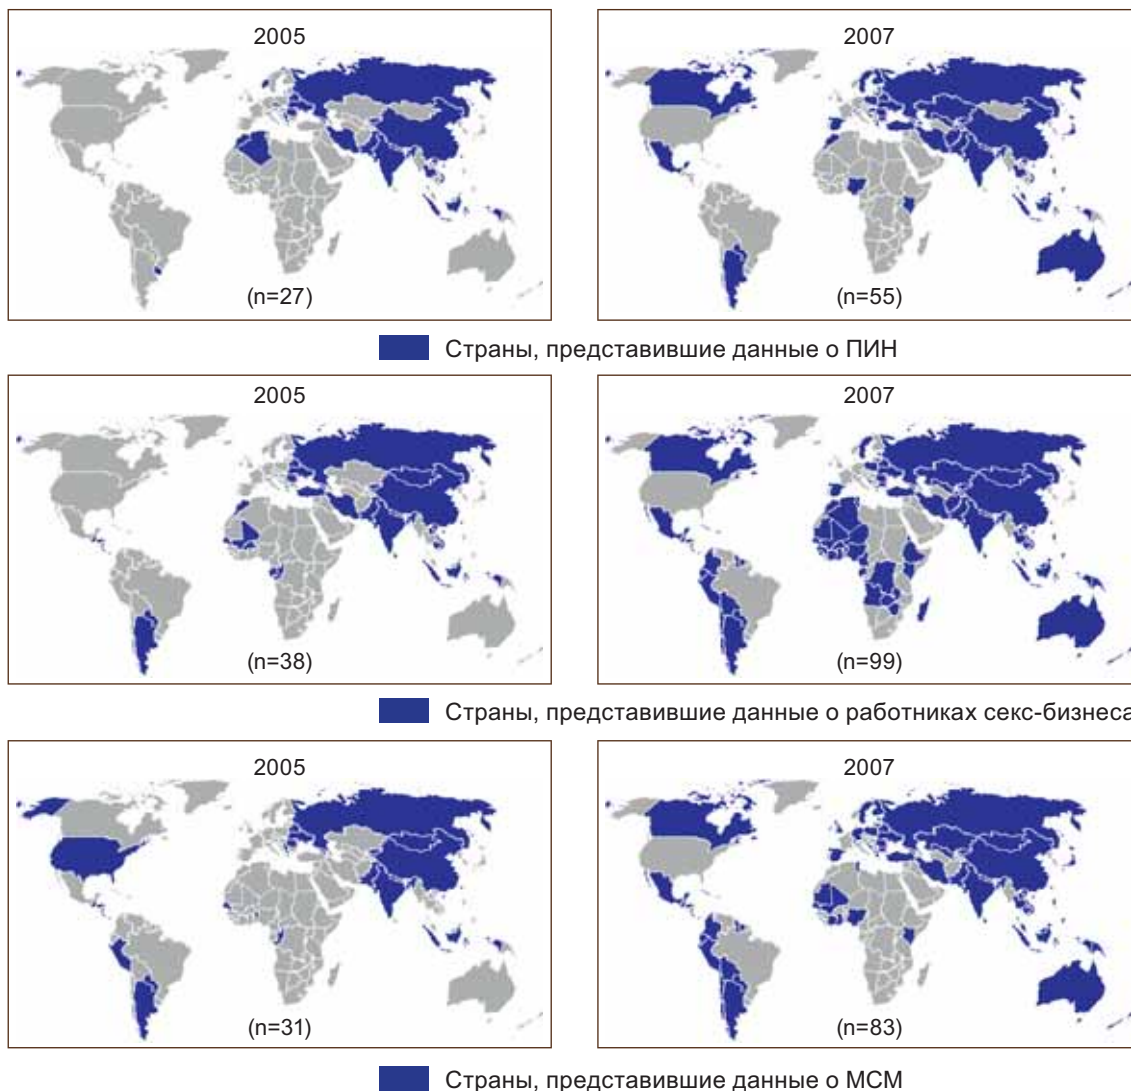 2005
2007
(n=27)
(n=55)
Страны, представившие данные о ПИН
2005
2007
(n=38)
(n=99)
Страны, представившие данные о работниках секс-бизнеса
2005
2007
(n=31)
(n=83)
Страны, представившие данные о МСМ